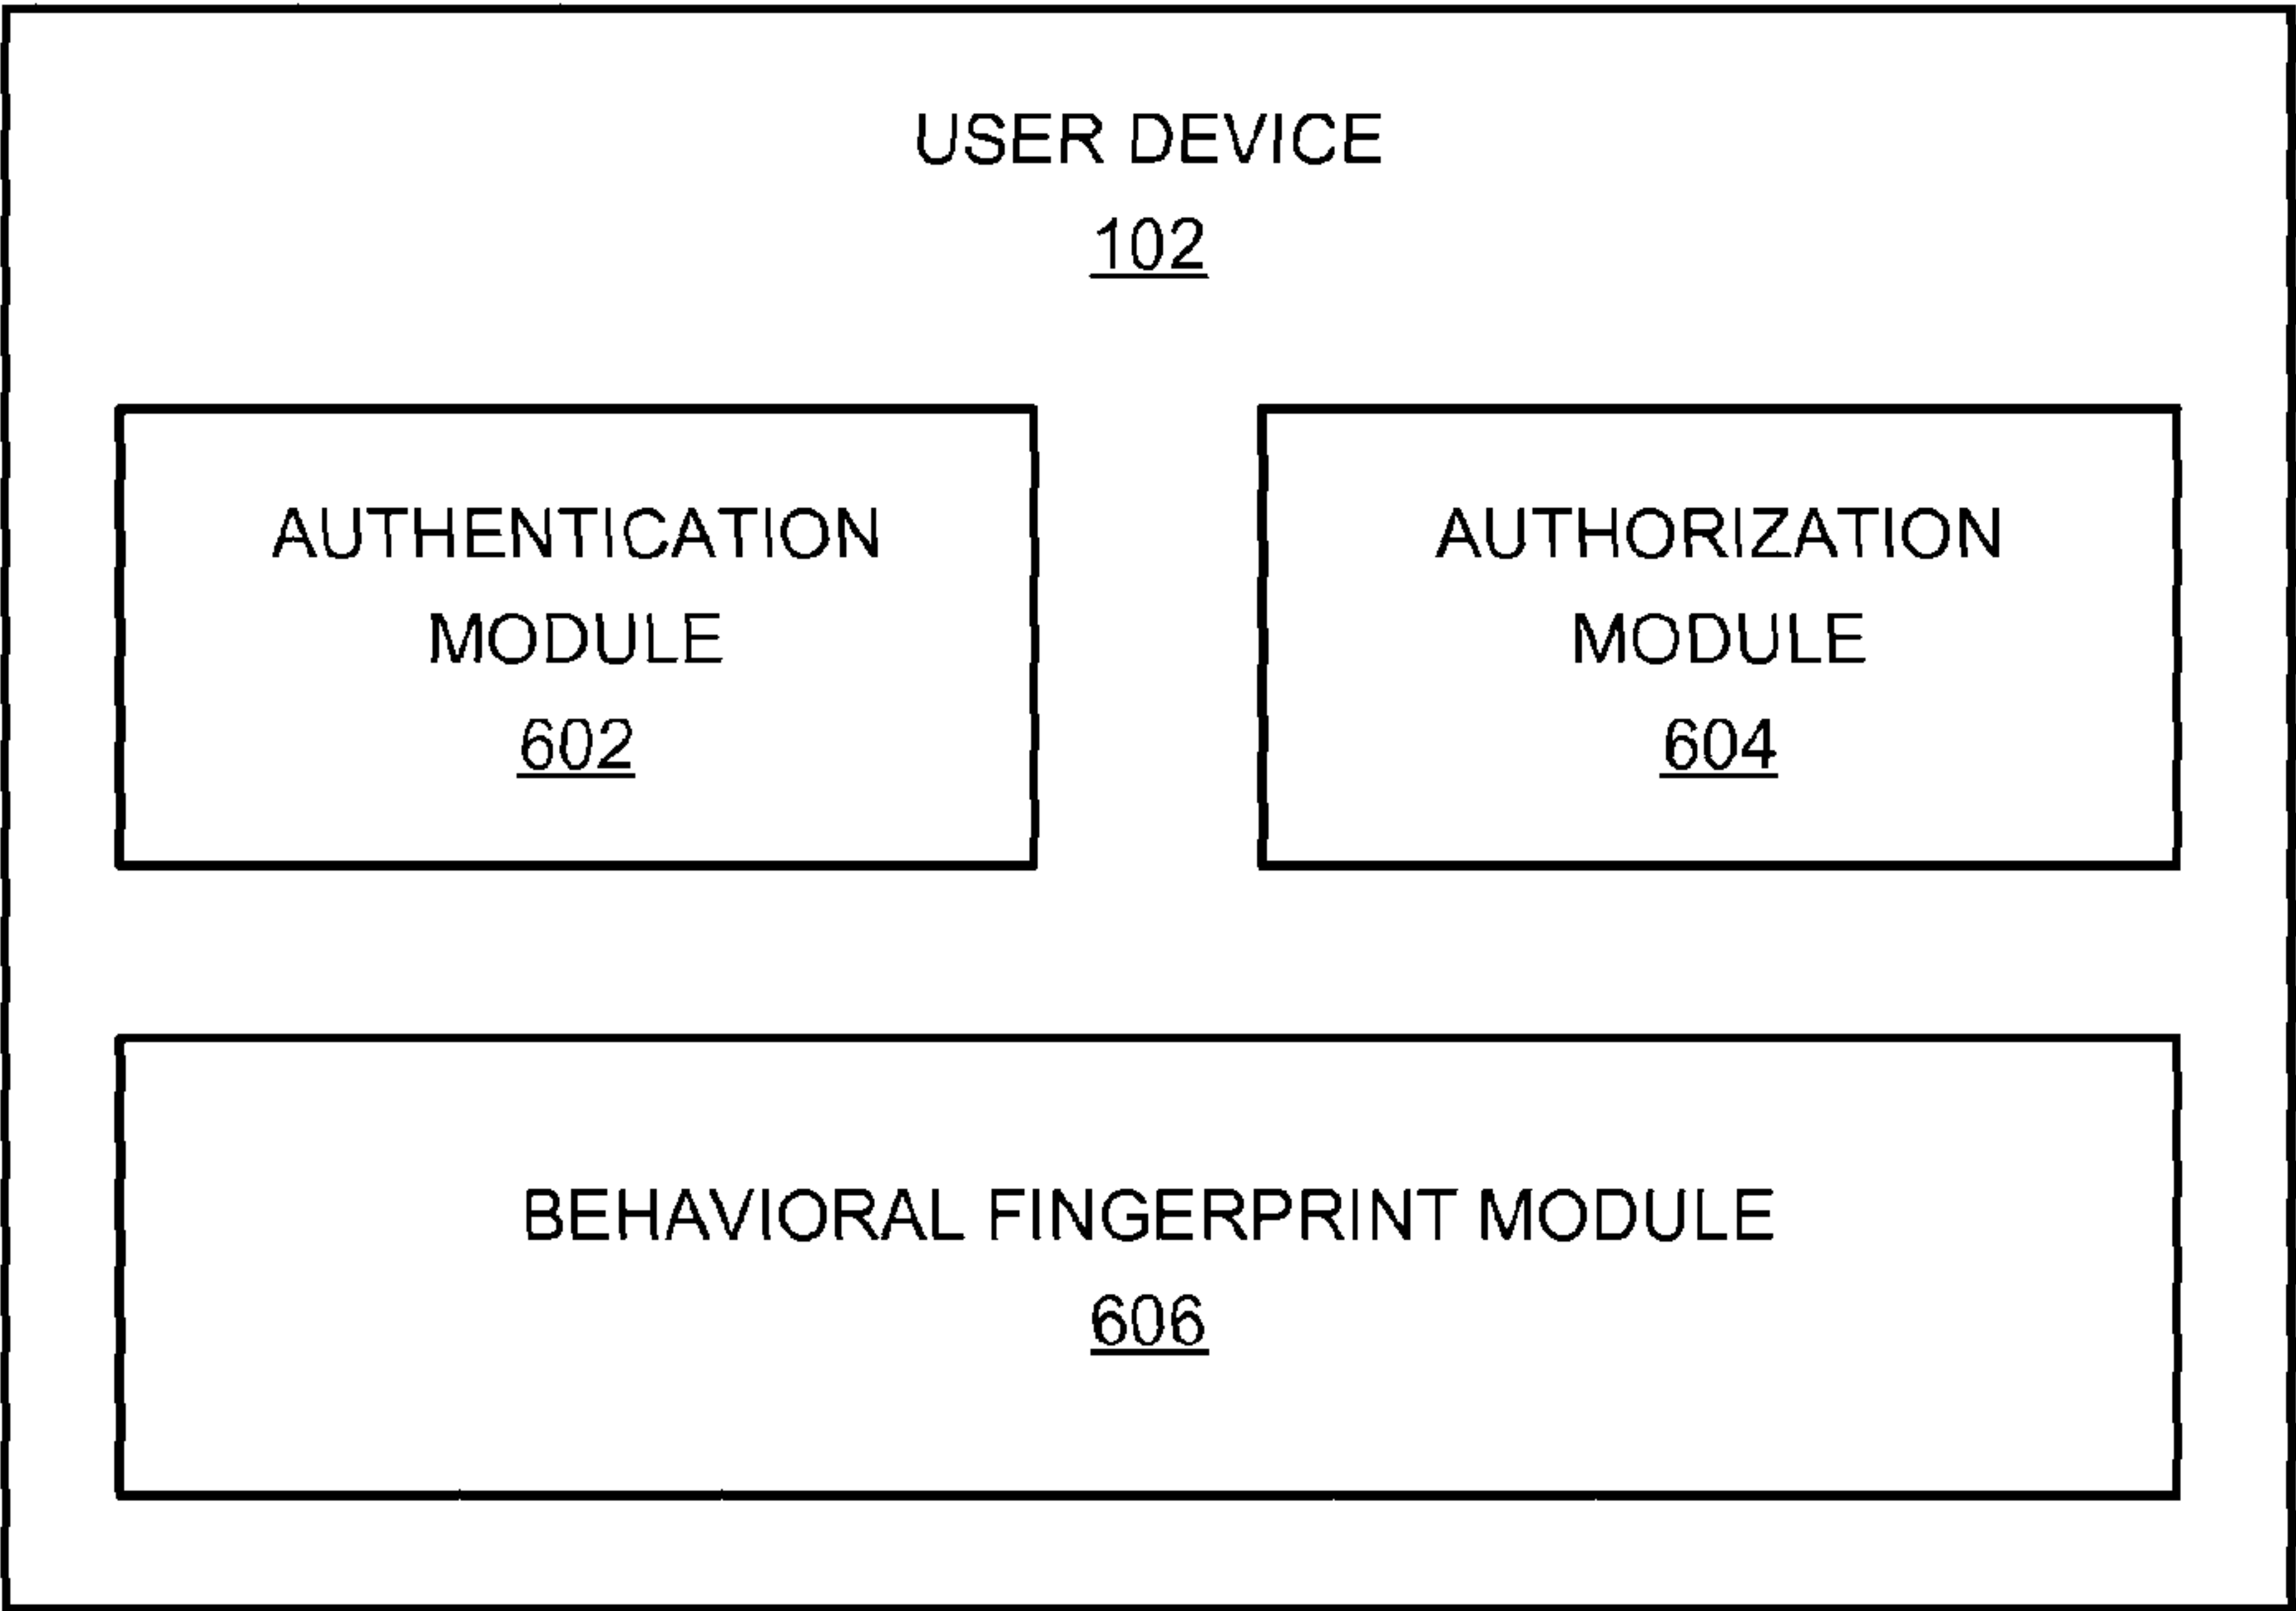 USER DEVICE
102
AUTHENTICATION
MODULE
602
AUTHORIZATION
MODULE
604
BEHAVIORAL FINGERPRINT MODULE
606